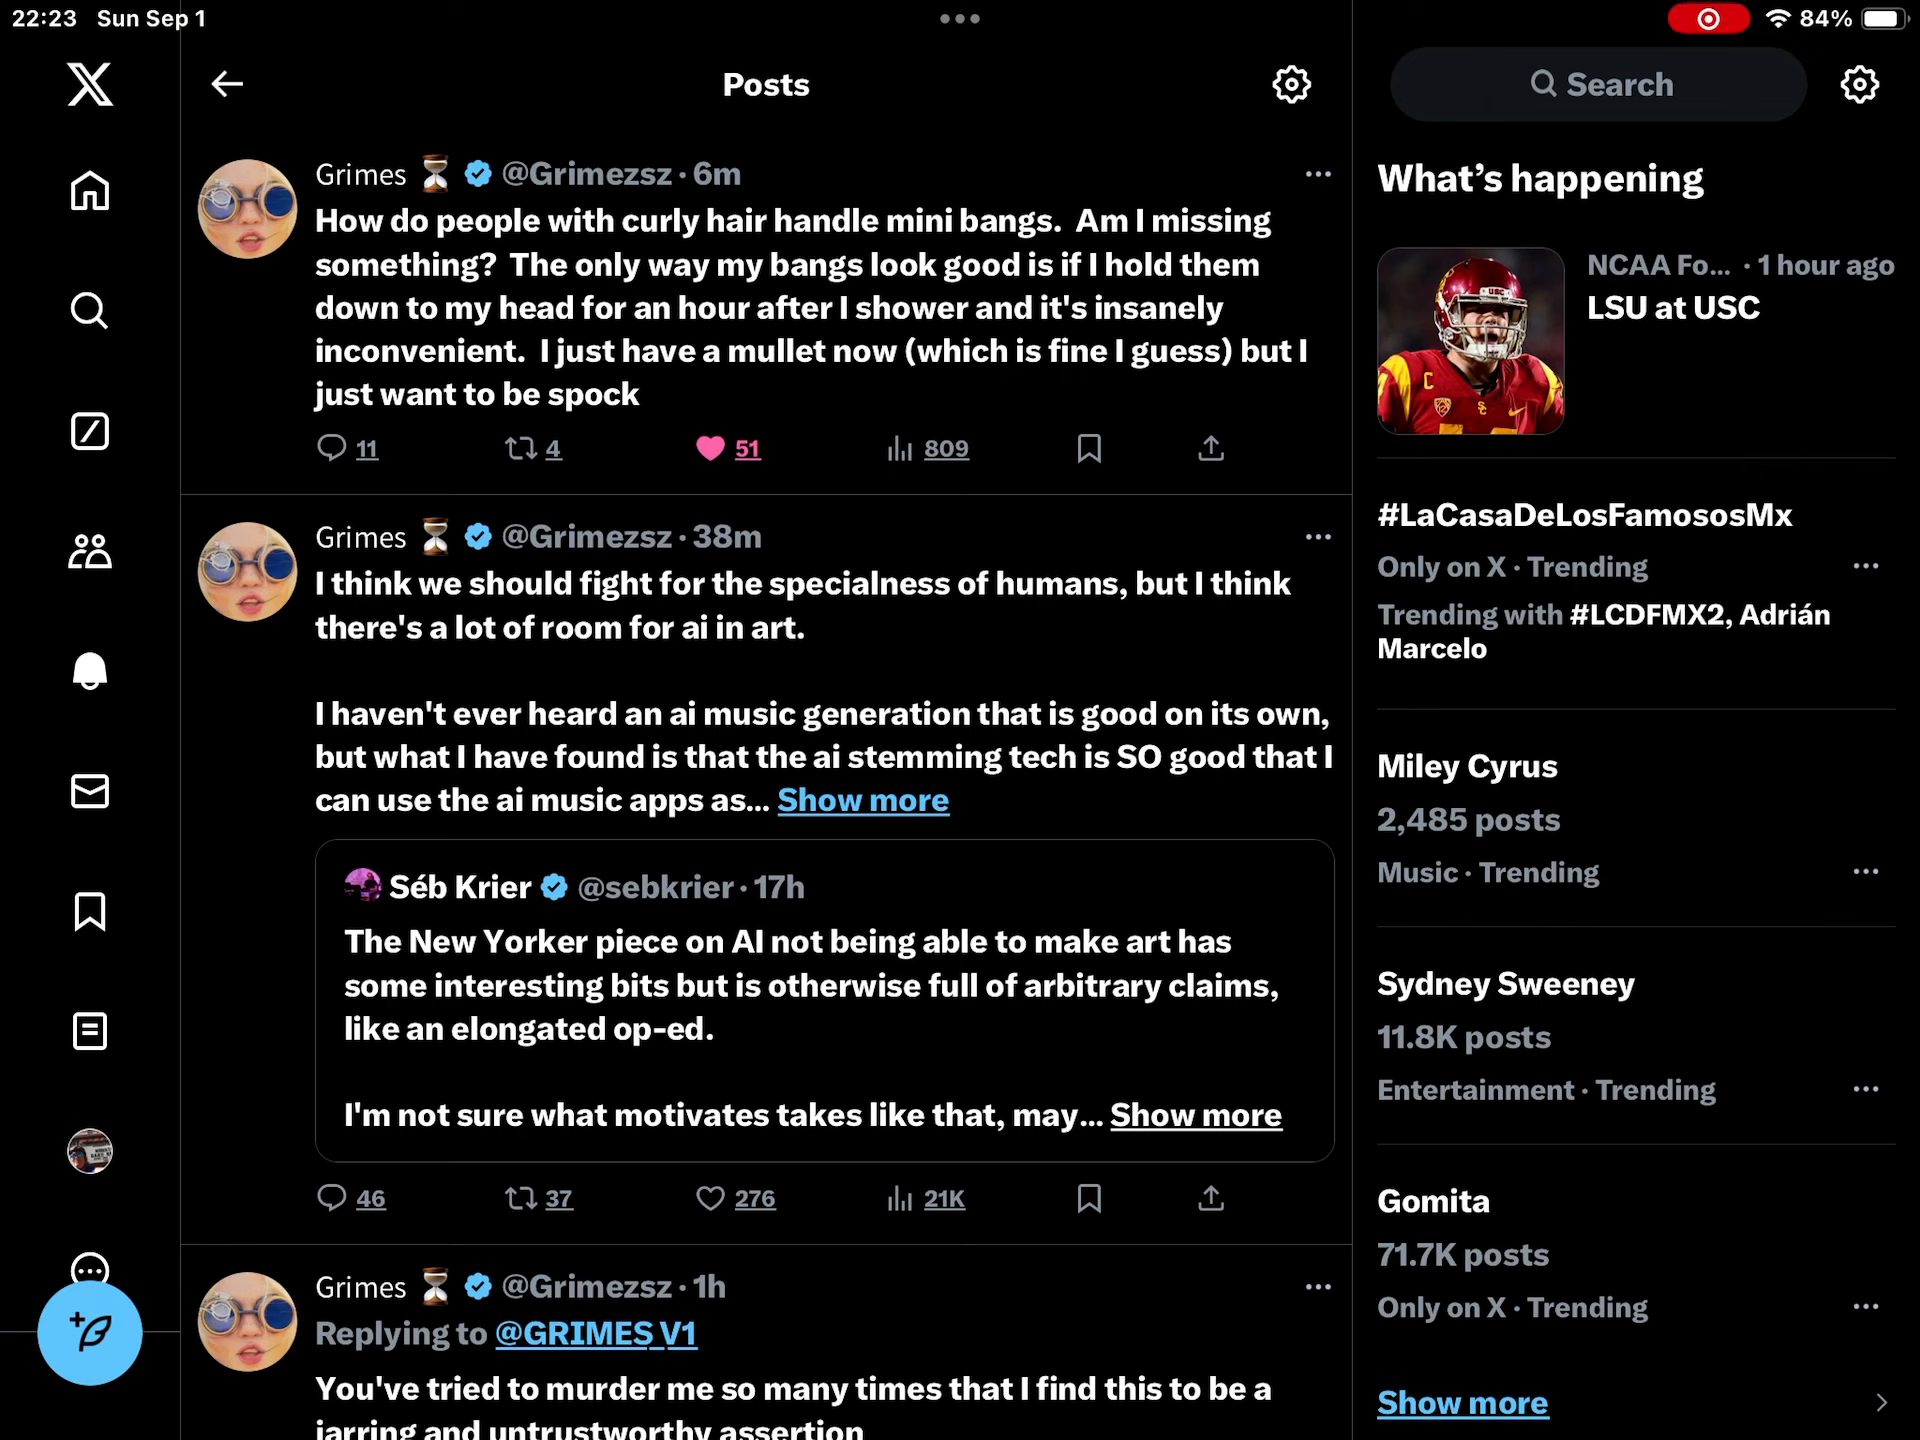 22:23 Sun Sep 1
84%
Posts
Grimes ⏳ @Grimezsz · 6m
How do people with curly hair handle mini bangs.  Am I missing
something?  The only way my bangs look good is if I hold them
down to my head for an hour after I shower and it's insanely
inconvenient.  I just have a mullet now (which is fine I guess) but I
just want to be spock
11 4 51 809
Grimes ⏳ @Grimezsz · 38m
I think we should fight for the specialness of humans, but I think
there's a lot of room for ai in art.
I haven't ever heard an ai music generation that is good on its own,
but what I have found is that the ai stemming tech is SO good that I
can use the ai music apps as... Show more
Séb Krier @sebkrier · 17h
The New Yorker piece on AI not being able to make art has
some interesting bits but is otherwise full of arbitrary claims,
like an elongated op-ed.
I'm not sure what motivates takes like that, may... Show more
46 37 276 21K
Grimes ⏳ @Grimezsz · 1h
Replying to @GRIMES_V1
You've tried to murder me so many times that I find this to be a
jarring and untrustworthy assertion
Search
What's happening
NCAA Fo... · 1 hour ago
LSU at USC
#LaCasaDeLosFamososMx
Only on X · Trending
Trending with #LCDFMX2, Adrián
Marcelo
Miley Cyrus
2,485 posts
Music · Trending
Sydney Sweeney
11.8K posts
Entertainment · Trending
Gomita
71.7K posts
Only on X · Trending
Show more